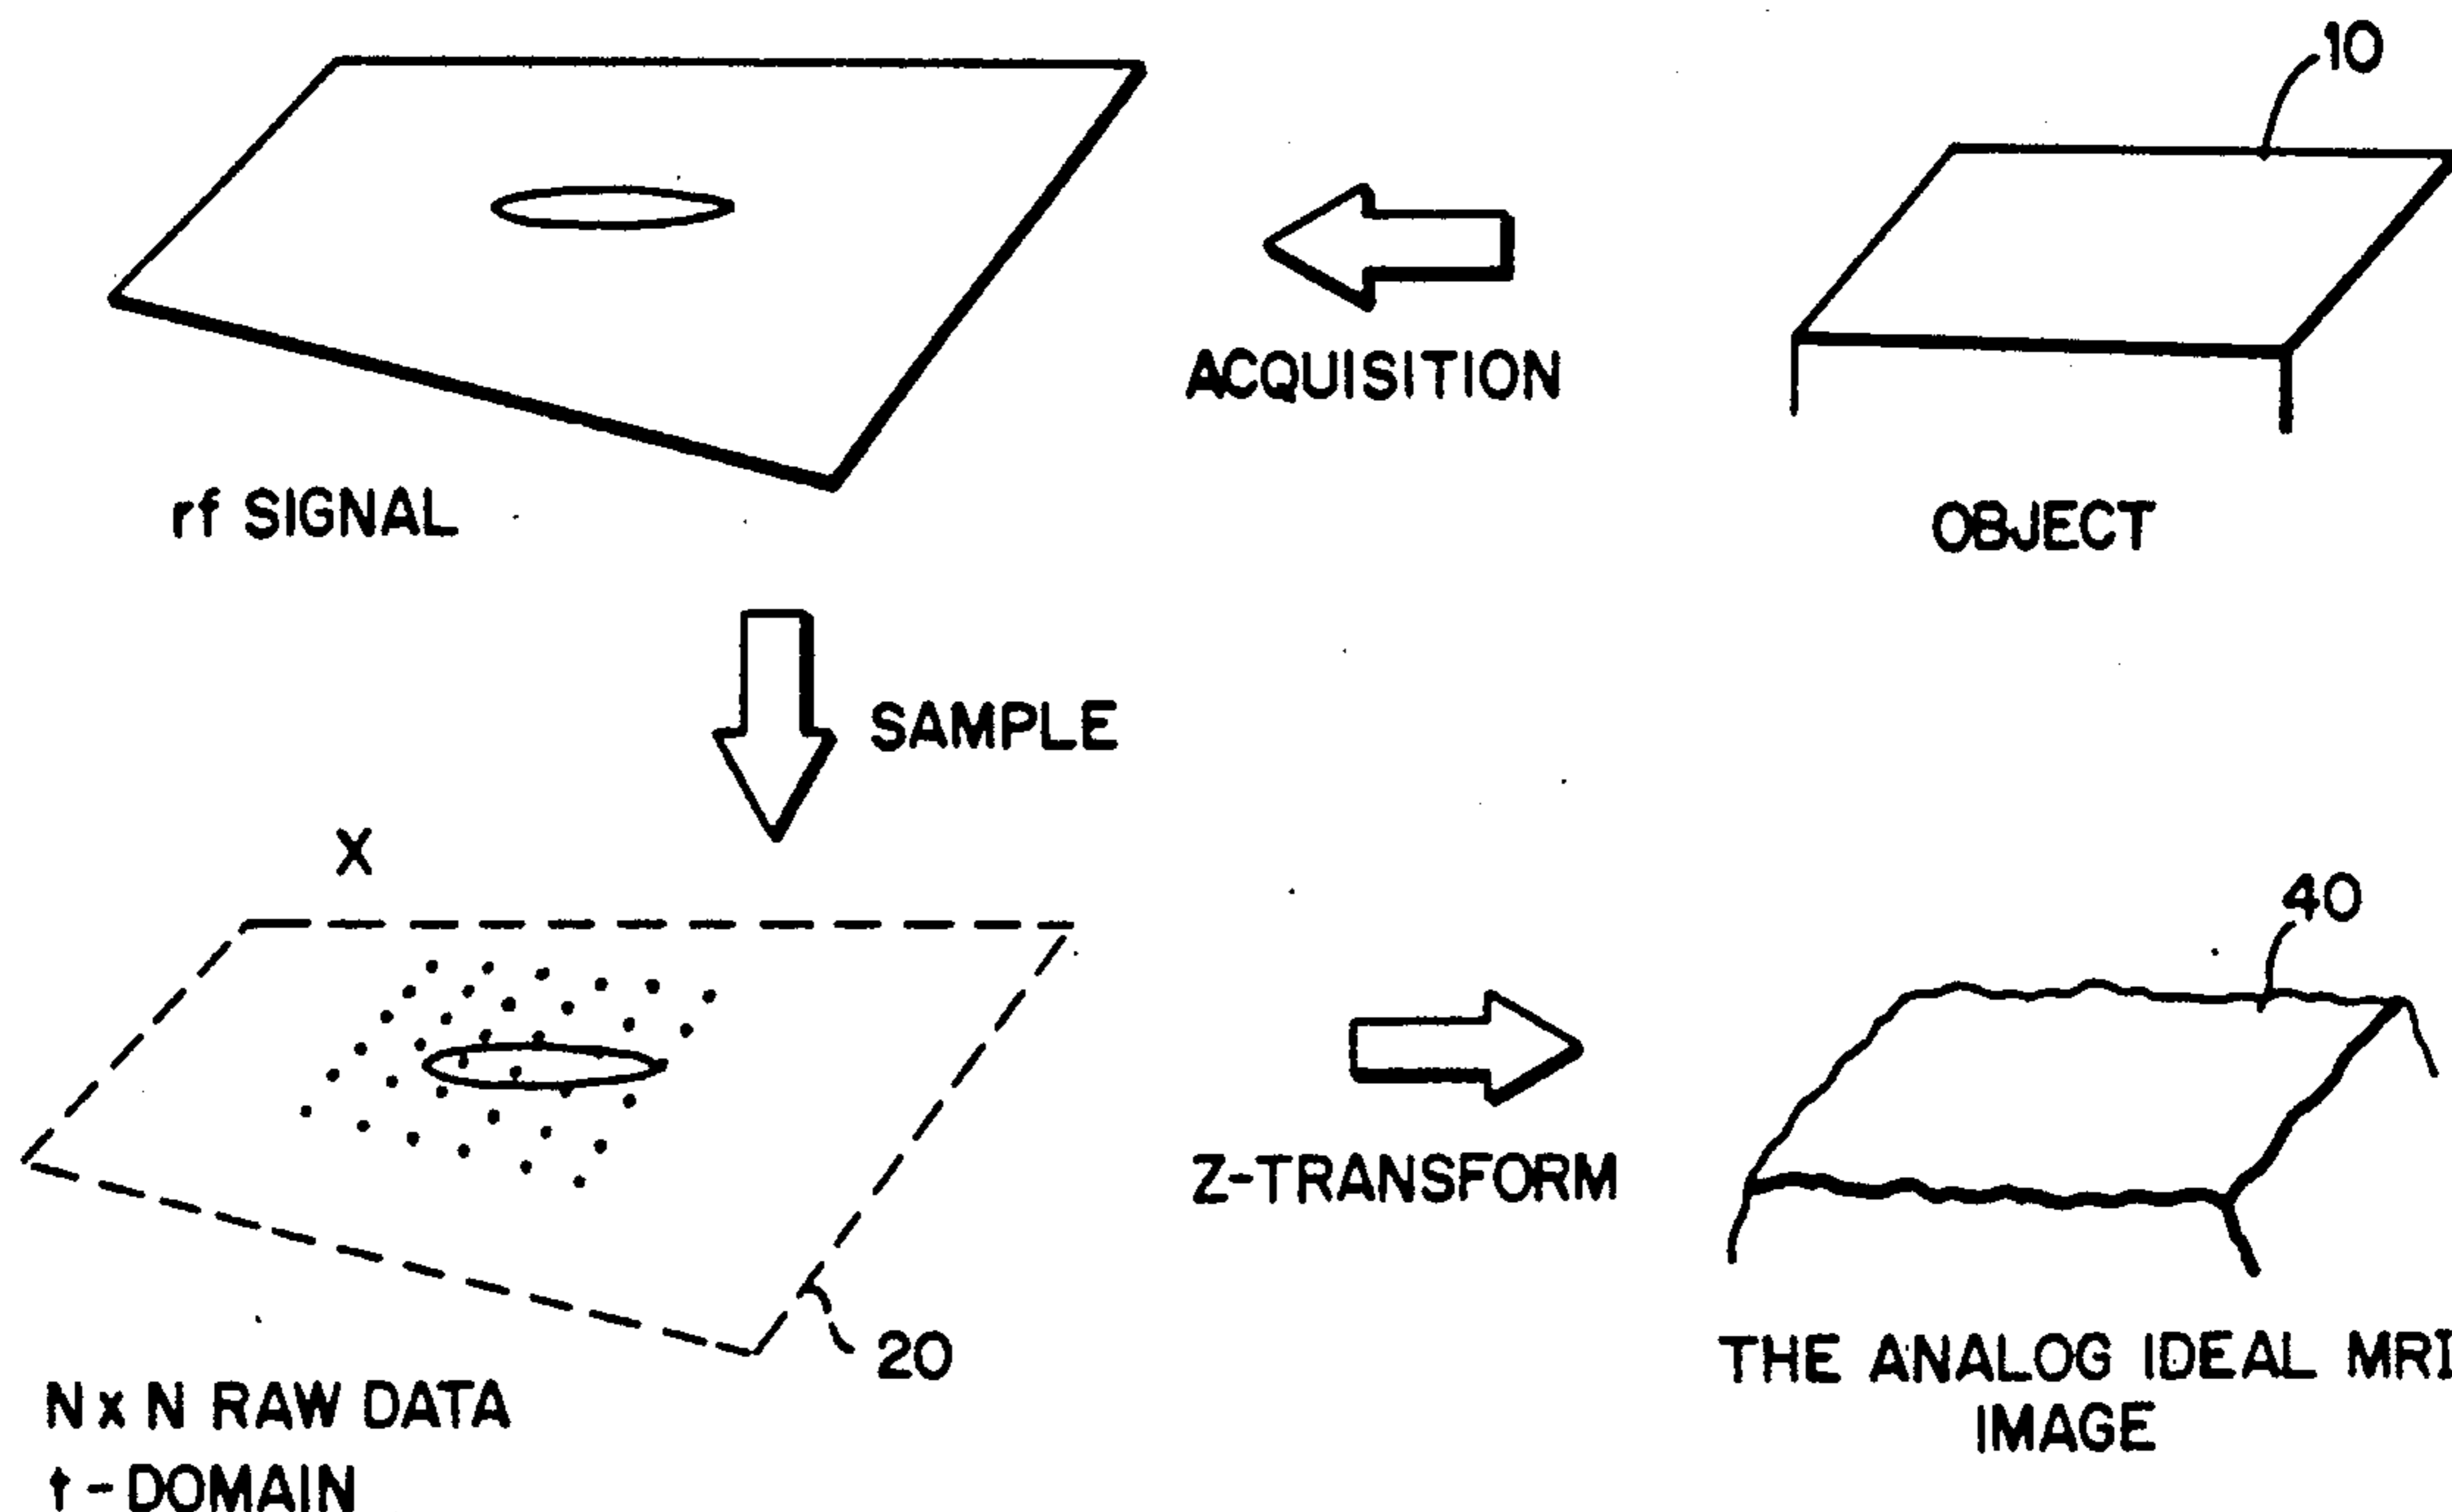 10
ACQUISITION
rf SIGNAL
OBJECT
SAMPLE
X
40
Z-TRANSFORM
20
THE ANALOG IDEAL MRI
IMAGE
N x N RAW DATA
t - DOMAIN